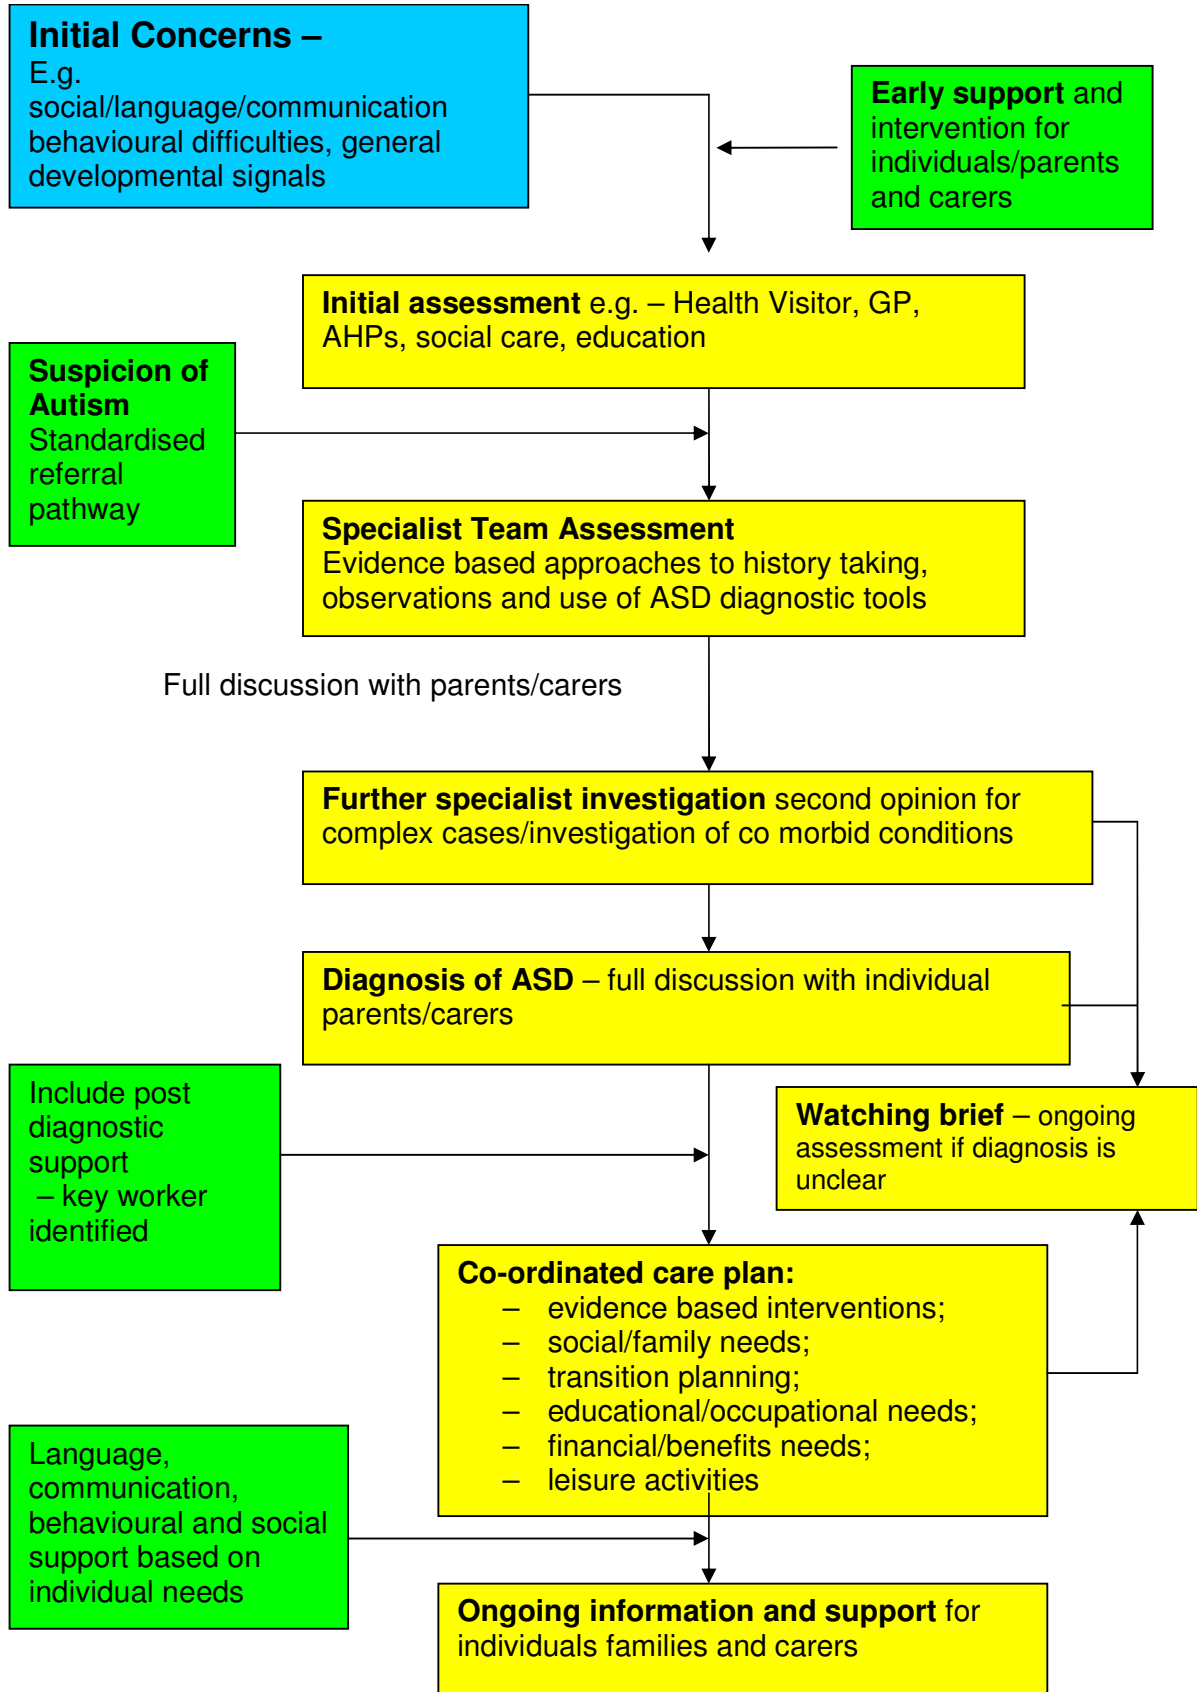 Initial Concerns –
E.g.
social/language/communication
behavioural difficulties, general
developmental signals
Early support and
intervention for
individuals/parents
and carers
Initial assessment e.g. – Health Visitor, GP,
AHPs, social care, education
Suspicion of
Autism
Standardised
referral
pathway
Specialist Team Assessment
Evidence based approaches to history taking,
observations and use of ASD diagnostic tools
Full discussion with parents/carers
Further specialist investigation second opinion for
complex cases/investigation of co morbid conditions
Diagnosis of ASD – full discussion with individual
parents/carers
Include post
diagnostic
support
– key worker
identified
Watching brief – ongoing
assessment if diagnosis is
unclear
Co-ordinated care plan:
– evidence based interventions;
– social/family needs;
– transition planning;
– educational/occupational needs;
– financial/benefits needs;
– leisure activities
Language,
communication,
behavioural and social
support based on
individual needs
Ongoing information and support for
individuals families and carers